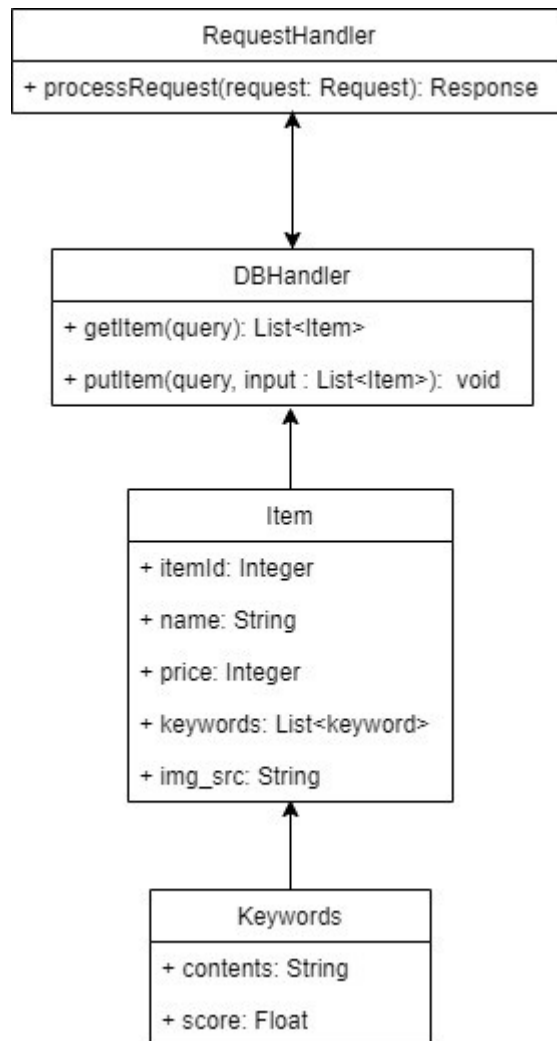 RequestHandler
+ processRequest(request: Request): Response
DBHandler
+ getItem(query): List<Item>
+ putItem(query, input : List<Item>):  void
Item
+ itemId: Integer
+ name: String
+ price: Integer
+ keywords: List<keyword>
+ img_src: String
Keywords
+ contents: String
+ score: Float